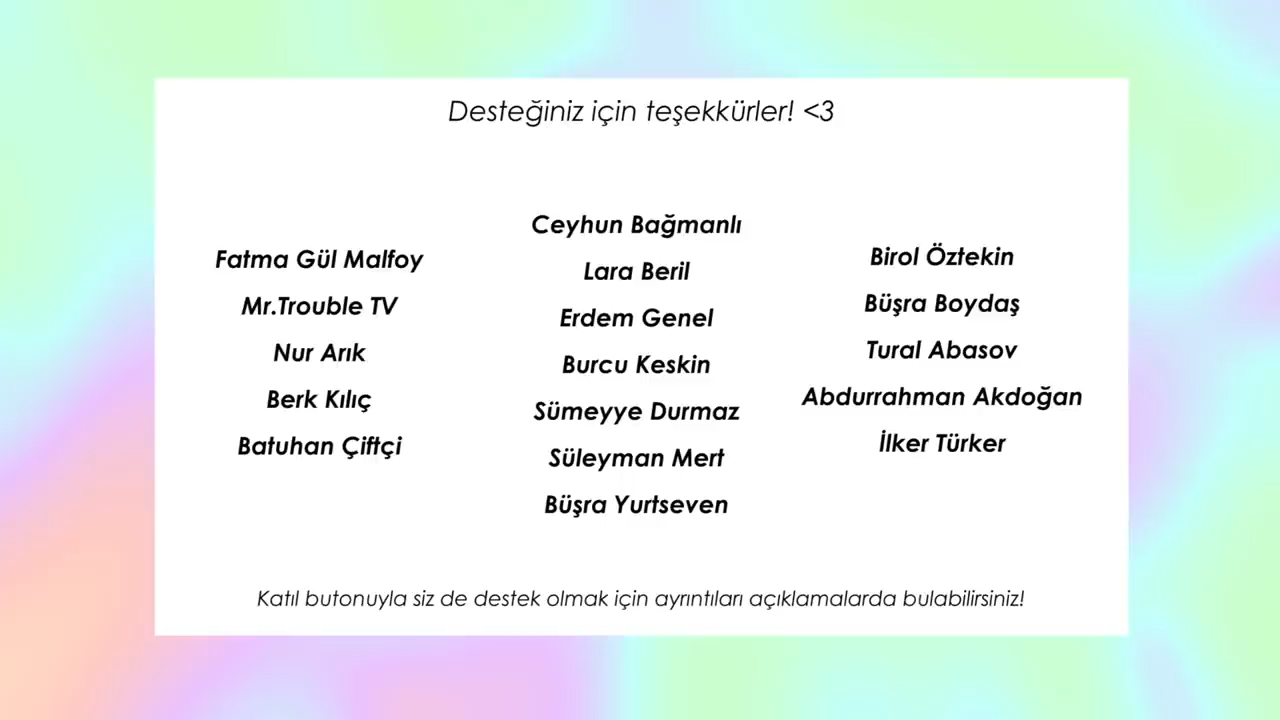 Desteğiniz için teşekkürler! <3
Fatma Gül Malfoy
Mr.Trouble TV
Nur Arık
Berk Kılıç
Batuhan Çiftçi
Ceyhun Bağmanlı
Lara Beril
Erdem Genel
Burcu Keskin
Sümeyye Durmaz
Süleyman Mert
Büşra Yurtseven
Birol Öztekin
Büşra Boydaş
Tural Abasov
Abdurrahman Akdoğan
İlker Türker
Katıl butonuyla siz de destek olmak için ayrıntıları açıklamalarda bulabilirsiniz!